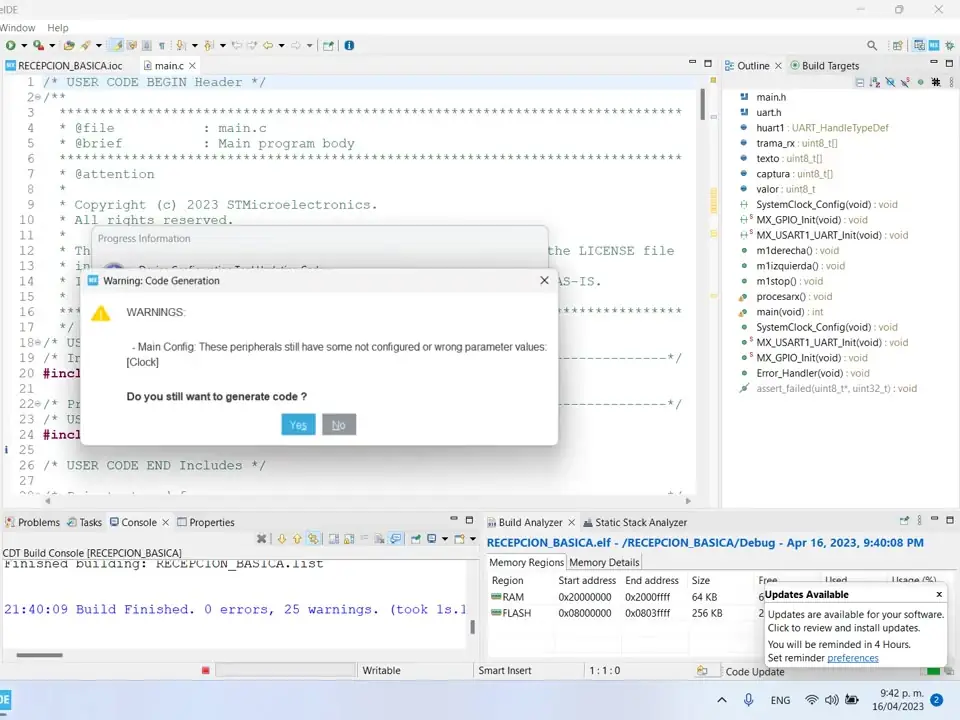 eIDE
Window Help
RECEPCION_BASICA.ioc
main.c
1 /* USER CODE BEGIN Header */
2 /**
3 ******************************************************************************
4 * @file : main.c
5 * @brief : Main program body
6 ******************************************************************************
7 * @attention
8 *
9 * Copyright (c) 2023 STMicroelectronics.
10 * All rights reserved.
11 *
Progress Information
12 * Th the LICENSE file
13 * in
14 * I AS-IS.
15 *
16 ***
17 */
18 /* US
19 /* In -------------*/
20 #incl
21
22 /* Pr -------------*/
23 /* US
24 #incl
25
26 /* USER CODE END Includes */
27
Warning: Code Generation
WARNINGS:
- Main Config: These peripherals still have some not configured or wrong parameter values:
[Clock]
Do you still want to generate code ?
Yes No
Outline Build Targets
main.h
uart.h
huart1 : UART_HandleTypeDef
trama_rx : uint8_t[]
texto : uint8_t[]
captura : uint8_t[]
valor : uint8_t
SystemClock_Config(void) : void
MX_GPIO_Init(void) : void
MX_USART1_UART_Init(void) : void
m1derecha() : void
m1izquierda() : void
m1stop() : void
procesarx() : void
main(void) : int
SystemClock_Config(void) : void
MX_USART1_UART_Init(void) : void
MX_GPIO_Init(void) : void
Error_Handler(void) : void
assert_failed(uint8_t*, uint32_t) : void
Problems Tasks Console Properties
CDT Build Console [RECEPCION_BASICA]
Finished building: RECEPCION_BASICA.list
21:40:09 Build Finished. 0 errors, 25 warnings. (took 1s.1
Build Analyzer Static Stack Analyzer
RECEPCION_BASICA.elf - /RECEPCION_BASICA/Debug - Apr 16, 2023, 9:40:08 PM
Memory Regions Memory Details
Region Start address End address Size Free Used Usage (%)
RAM 0x20000000 0x2000ffff 64 KB 6
FLASH 0x08000000 0x0803ffff 256 KB 2
Updates Available x
Updates are available for your software.
Click to review and install updates.
You will be reminded in 4 Hours.
Set reminder preferences
Writable Smart Insert 1 : 1 : 0 Code Update
DE
ENG
9:42 p. m.
16/04/2023
2